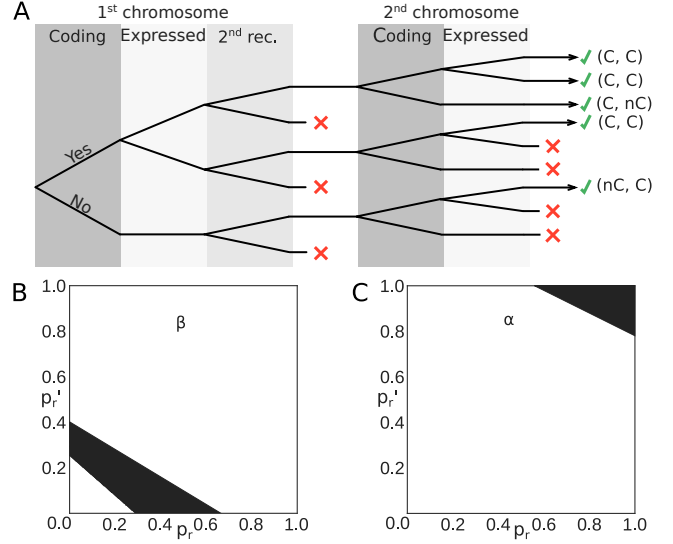 A
1st chromosome
2nd chromosome
Coding
Expressed
2nd rec.
Coding
Expressed
Yes
No
(C, C)
(C, C)
(C, nC)
(C, C)
(nC, C)
B
1.0
0.8
0.6
pr'
0.4
0.2
0.0
0.2
0.4
0.6
0.8
1.0
pr
β
C
1.0
0.8
0.6
pr'
0.4
0.2
0.0
0.2
0.4
0.6
0.8
1.0
pr
α